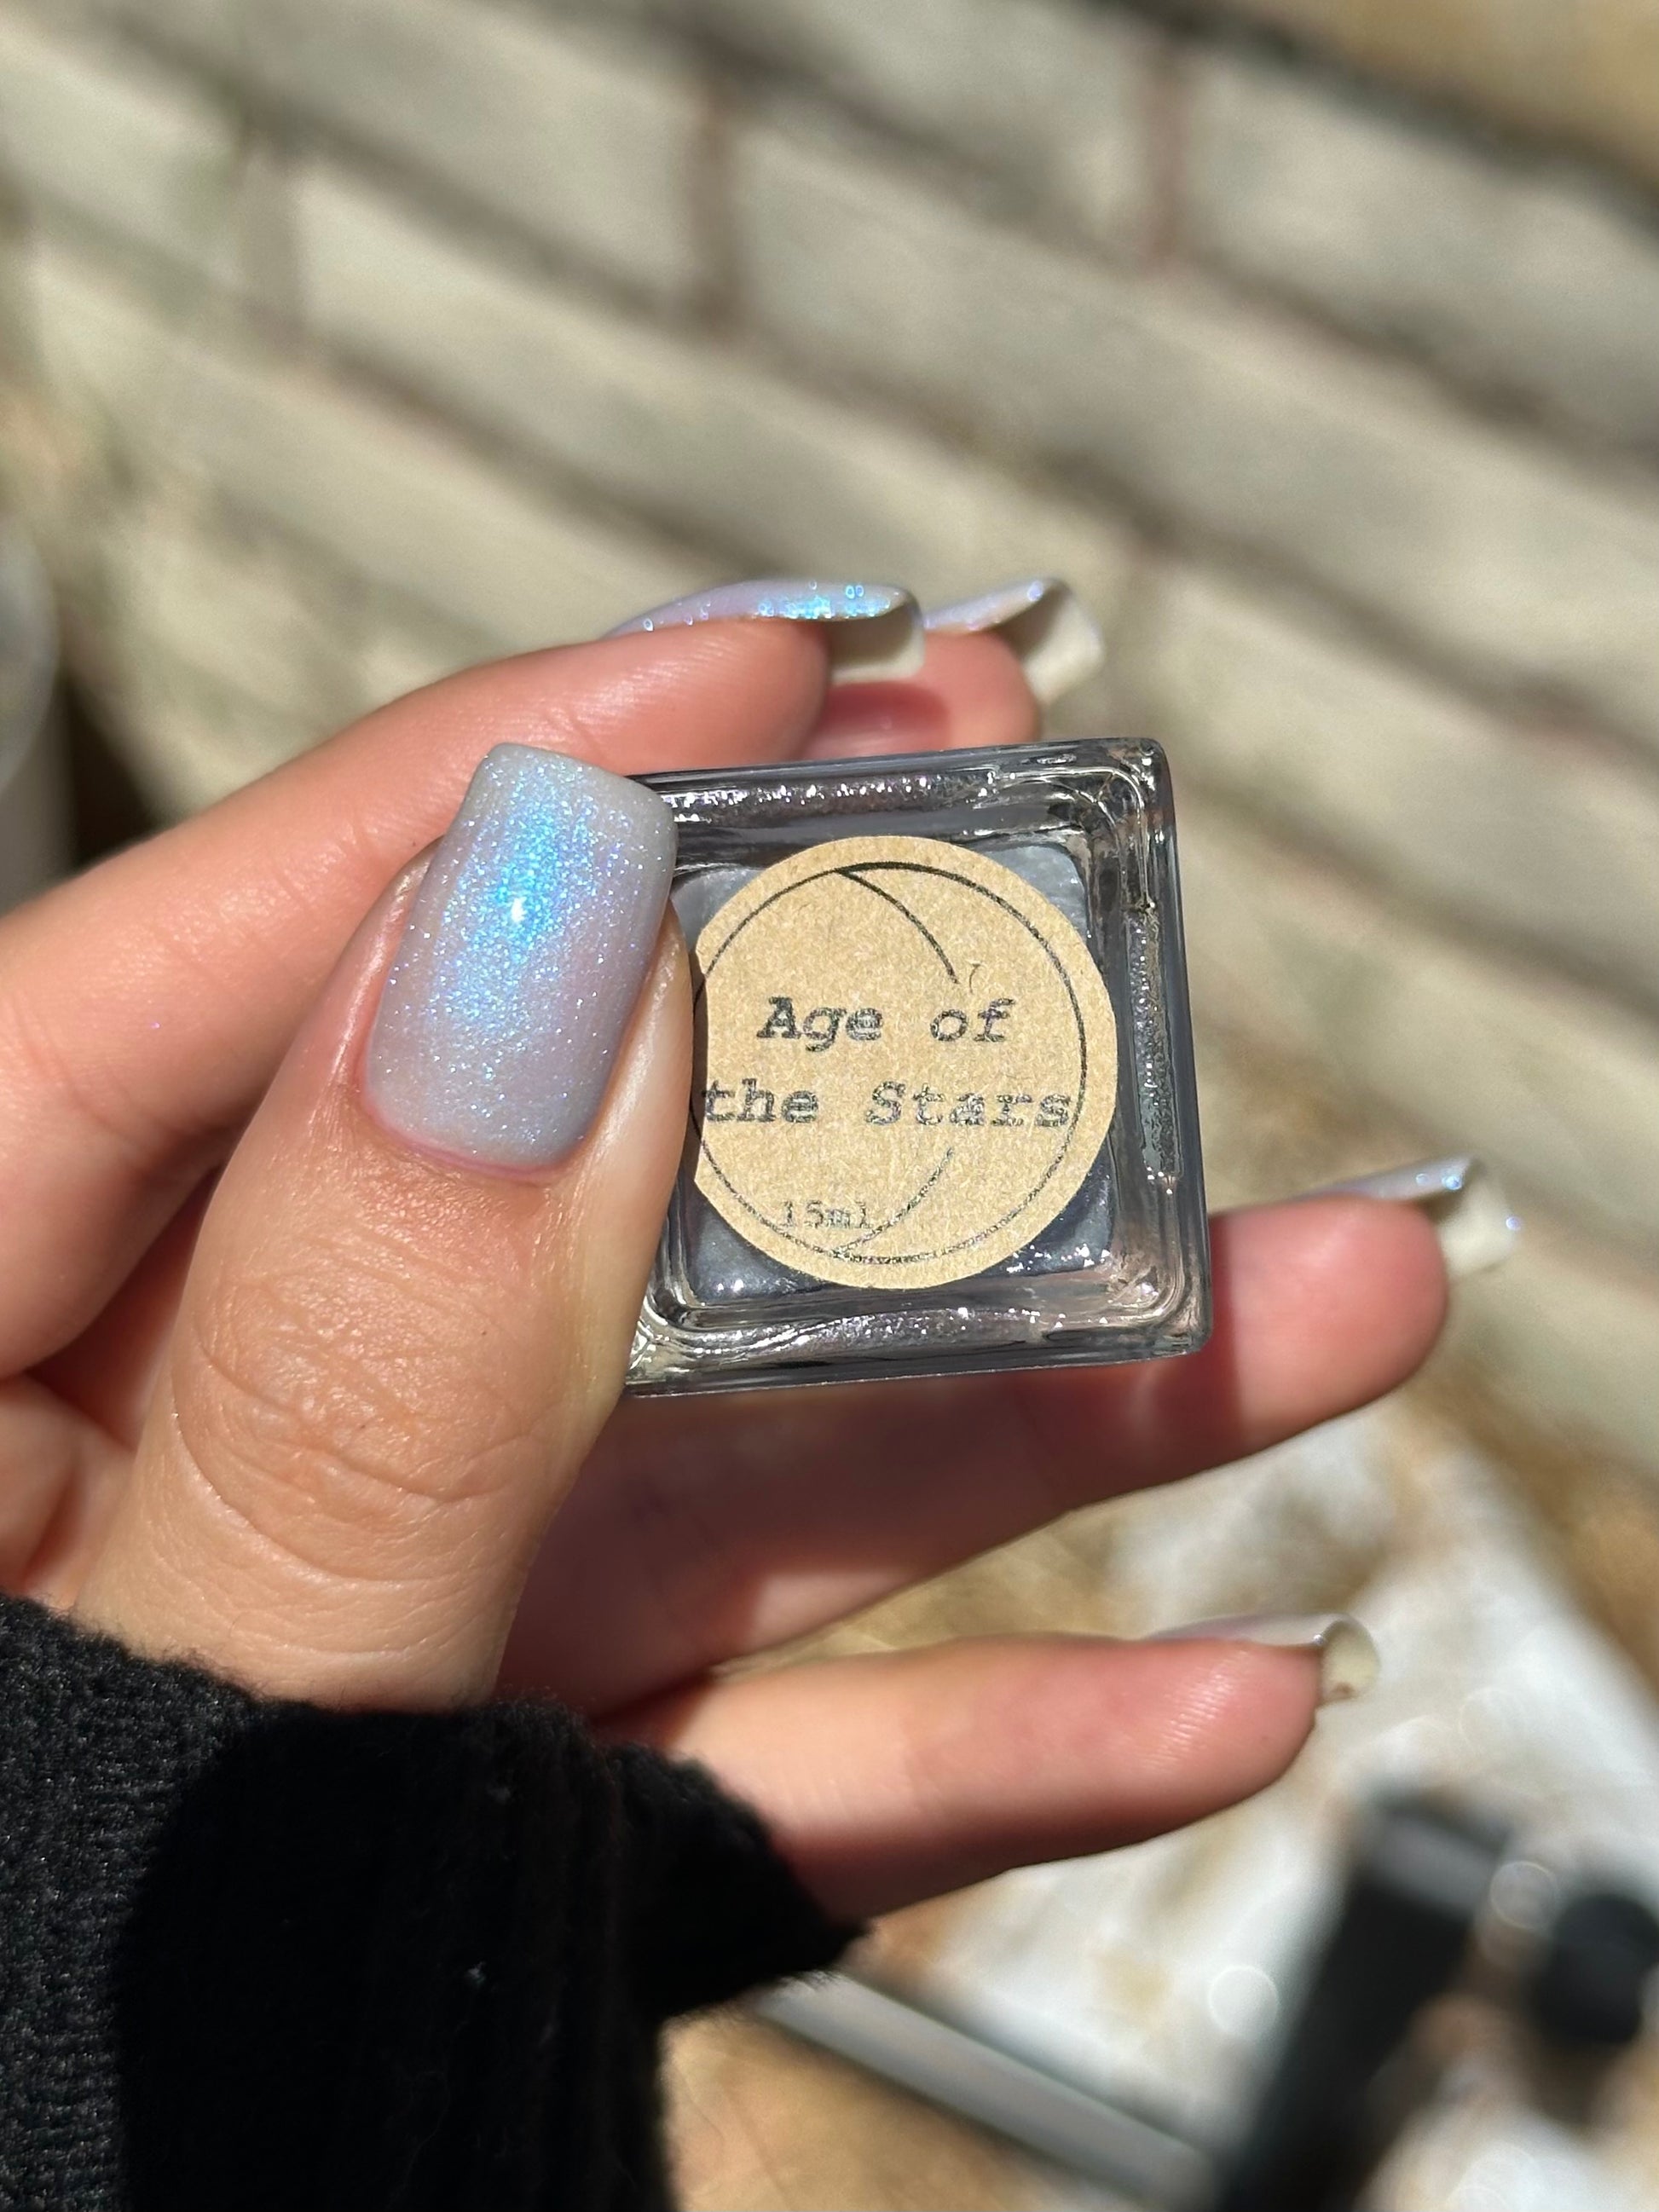 Age of
the Stars
15ml